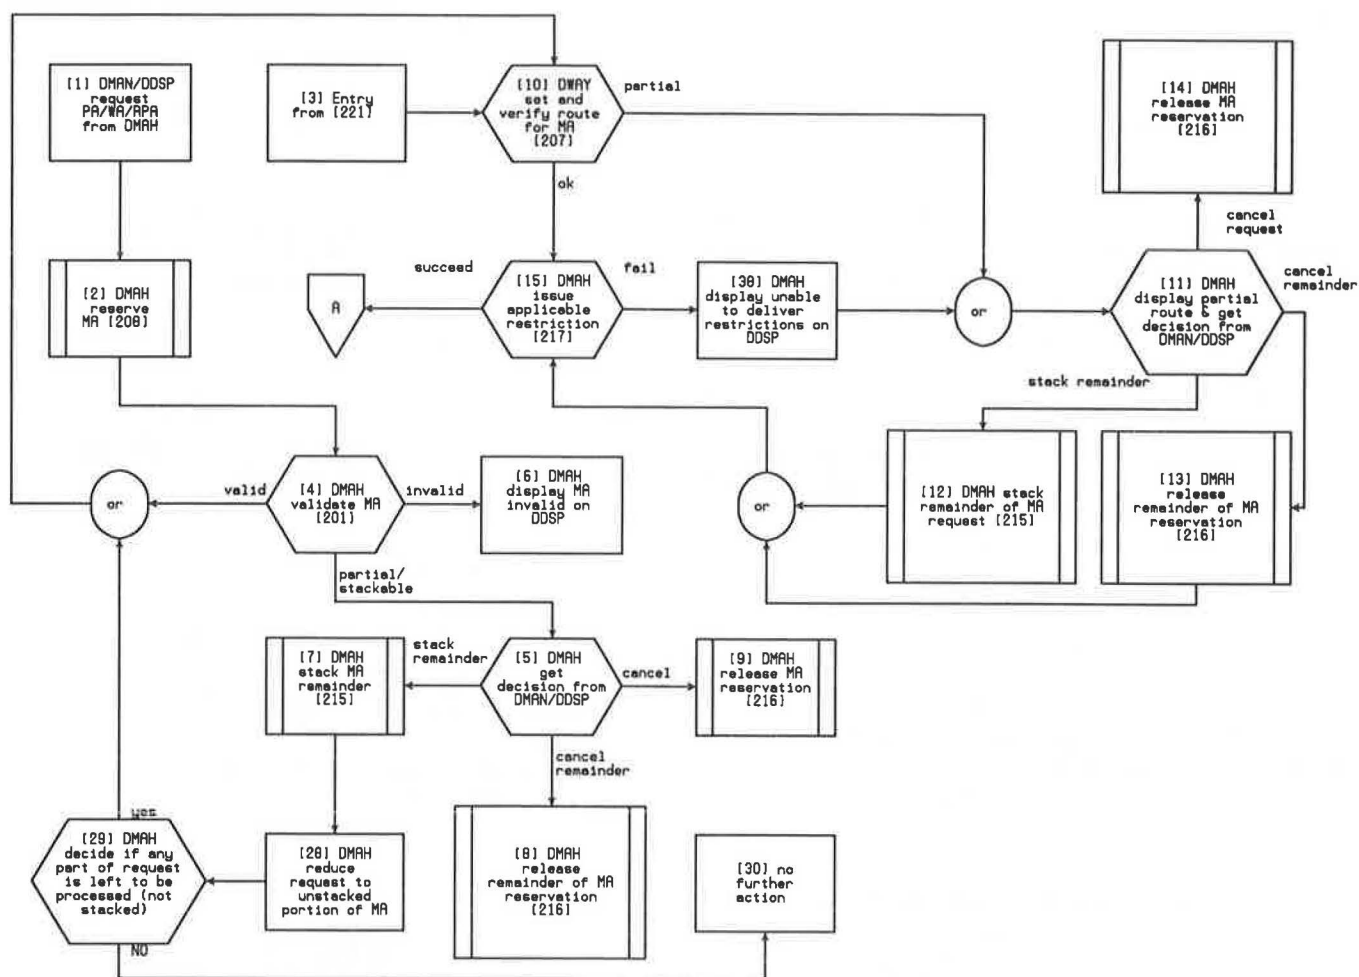 [1] DMAN/DDSP
request
PA/WA/RPA
from DMAH
[3] Entry
from [221]
[10] DWAY
set and
verify route
for MA
[207]
partial
ok
[14] DMAH
release MA
reservation
[216]
cancel
request
[2] DMAH
reserve
MA [208]
A
succeed
[15] DMAH
issue
applicable
restriction
[217]
fail
[38] DMAH
display unable
to deliver
restrictions on
DDSP
or
[11] DMAH
display partial
route & get
decision from
DMAN/DDSP
cancel
remainder
stack remainder
or
valid
[4] DMAH
validate MA
[201]
invalid
[6] DMAH
display MA
invalid on
DDSP
partial/
stackable
or
[12] DMAH stack
remainder of MA
request [215]
[13] DMAH
release
remainder of MA
reservation
[216]
[7] DMAH
stack MA
remainder
[215]
stack
remainder
[5] DMAH
get
decision from
DMAN/DDSP
cancel
[9] DMAH
release MA
reservation
[216]
cancel
remainder
yes
[29] DMAH
decide if any
part of request
is left to be
processed (not
stacked)
NO
[28] DMAH
reduce
request to
unstacked
portion of MA
[8] DMAH
release
remainder of MA
reservation
[216]
[30] no
further
action